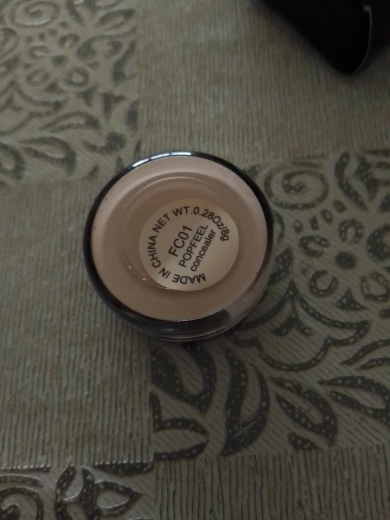 MADE IN CHINA NET WT.0.28Oz/8g
FC01
POPFEEL
concealer